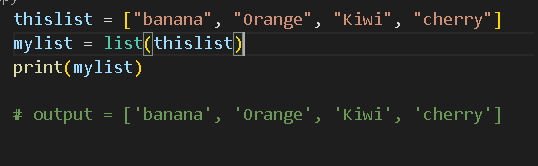 thislist = ["banana", "Orange", "Kiwi", "cherry"]
mylist = list(thislist)
print(mylist)
# output = ['banana', 'Orange', 'Kiwi', 'cherry']